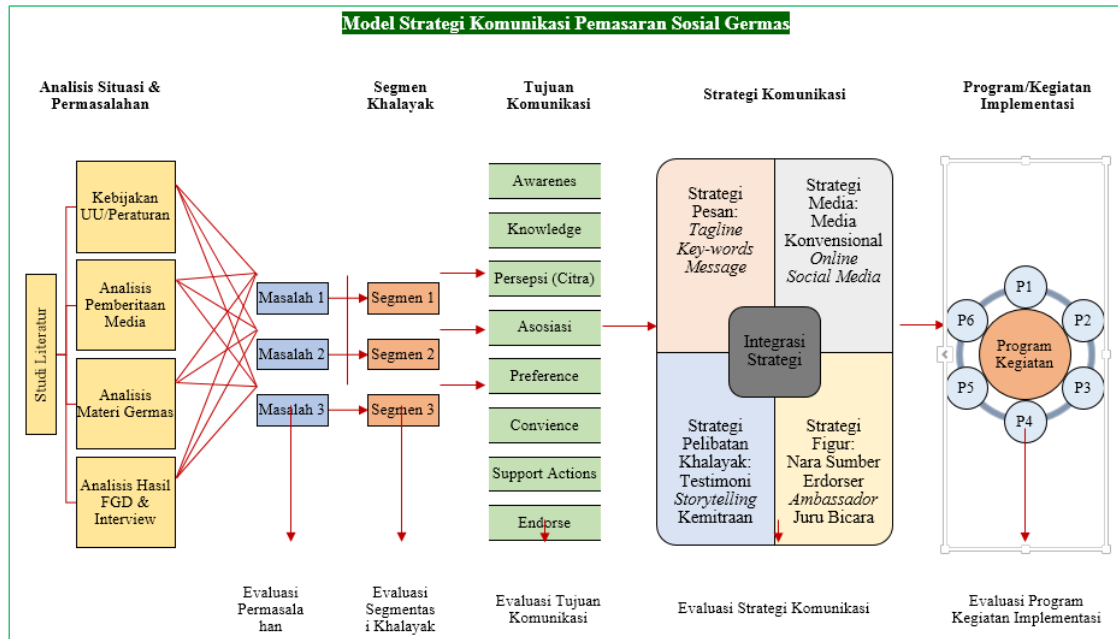 Model Strategi Komunikasi Pemasaran Sosial Germas
Analisis Situasi &
Permasalahan
Segmen
Khalayak
Tujuan
Komunikasi
Strategi Komunikasi
Program/Kegiatan
Implementasi
Studi Literatur
Kebijakan
UU/Peraturan
Analisis
Pemberitaan
Media
Analisis
Materi Germas
Analisis Hasil
FGD &
Interview
Masalah 1
Masalah 2
Masalah 3
Segmen 1
Segmen 2
Segmen 3
Awarenes
Knowledge
Persepsi (Citra)
Asosiasi
Preference
Convience
Support Actions
Endorse
Strategi
Pesan:
Tagline
Key-words
Message
Strategi
Media:
Media
Konvensional
Online
Social Media
Integrasi
Strategi
Strategi
Pelibatan
Khalayak:
Testimoni
Storytelling
Kemitraan
Strategi
Figur:
Nara Sumber
Erdorser
Ambassador
Juru Bicara
P1
P2
P3
P4
P5
P6
Program
Kegiatan
Evaluasi
Permasala
han
Evaluasi
Segmentas
i Khalayak
Evaluasi Tujuan
Komunikasi
Evaluasi Strategi Komunikasi
Evaluasi Program
Kegiatan Implementasi